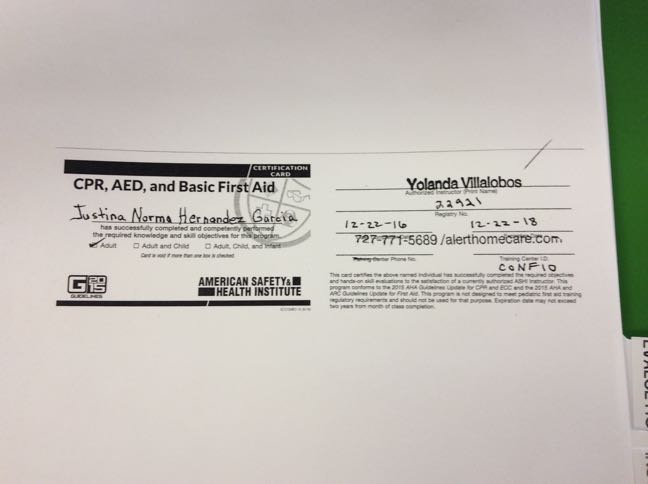 CERTIFICATION
CARD
CPR, AED, and Basic First Aid
Justina Norma Hernandez Garcia
has successfully completed and competently performed
the required knowledge and skill objectives for this program.
Adult
Adult and Child
Adult, Child, and Infant
Card is void if more than one box is checked.
G2015
GUIDELINES
AMERICAN SAFETY&
HEALTH INSTITUTE
Yolanda Villalobos
Authorized Instructor (Print Name)
22921
Registry No.
12-22-16 12-22-18
727-771-5689 /alerthomecare.com
Training Center Phone No.
Training Center I.D.
CONFIO
This card certifies the above named individual has successfully completed the required objectives
and hands-on skill evaluations to the satisfaction of a currently authorized ASHI Instructor. This
program conforms to the 2015 AHA Guidelines Update for CPR and ECC and the 2015 AHA and
ARC Guidelines Update for First Aid. This program is not designed to meet pediatric first aid training
regulatory requirements and should not be used for that purpose. Expiration date may not exceed
two years from month of class completion.